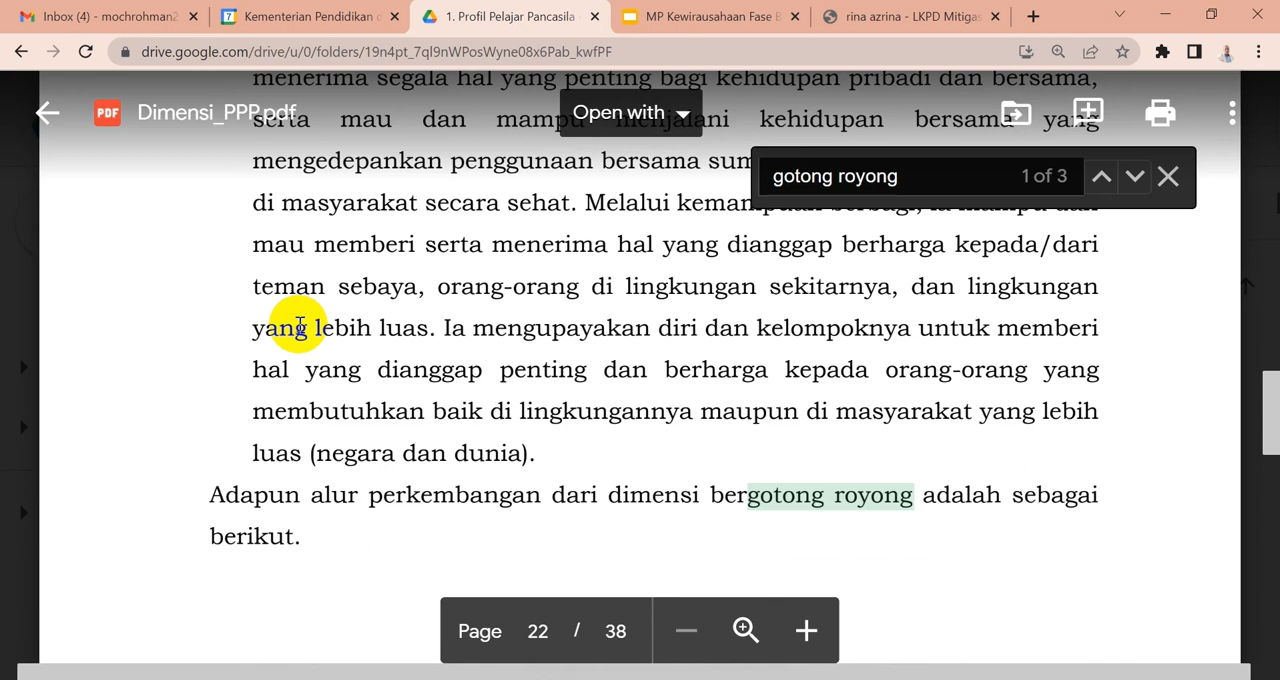 Inbox (4) - mochrohman2
Kementerian Pendidikan d
1. Profil Pelajar Pancasila
MP Kewirausahaan Fase
rina azrina - LKPD Mitigas
drive.google.com/drive/u/0/folders/19n4pt_7ql9nWPosWyne08x6Pab_kwfPF
menerima segala hal yang penting bagi kehidupan pribadi dan bersama,
PDF Dimensi_PPP.pdf
Open with
serta mau dan mampu menjalani kehidupan bersama yang
mengedepankan penggunaan bersama sum
gotong royong 1 of 3
di masyarakat secara sehat. Melalui kemampuan berbagi, ia mampu dan
mau memberi serta menerima hal yang dianggap berharga kepada/dari
teman sebaya, orang-orang di lingkungan sekitarnya, dan lingkungan
yang lebih luas. Ia mengupayakan diri dan kelompoknya untuk memberi
hal yang dianggap penting dan berharga kepada orang-orang yang
membutuhkan baik di lingkungannya maupun di masyarakat yang lebih
luas (negara dan dunia).
Adapun alur perkembangan dari dimensi bergotong royong adalah sebagai
berikut.
Page 22 / 38